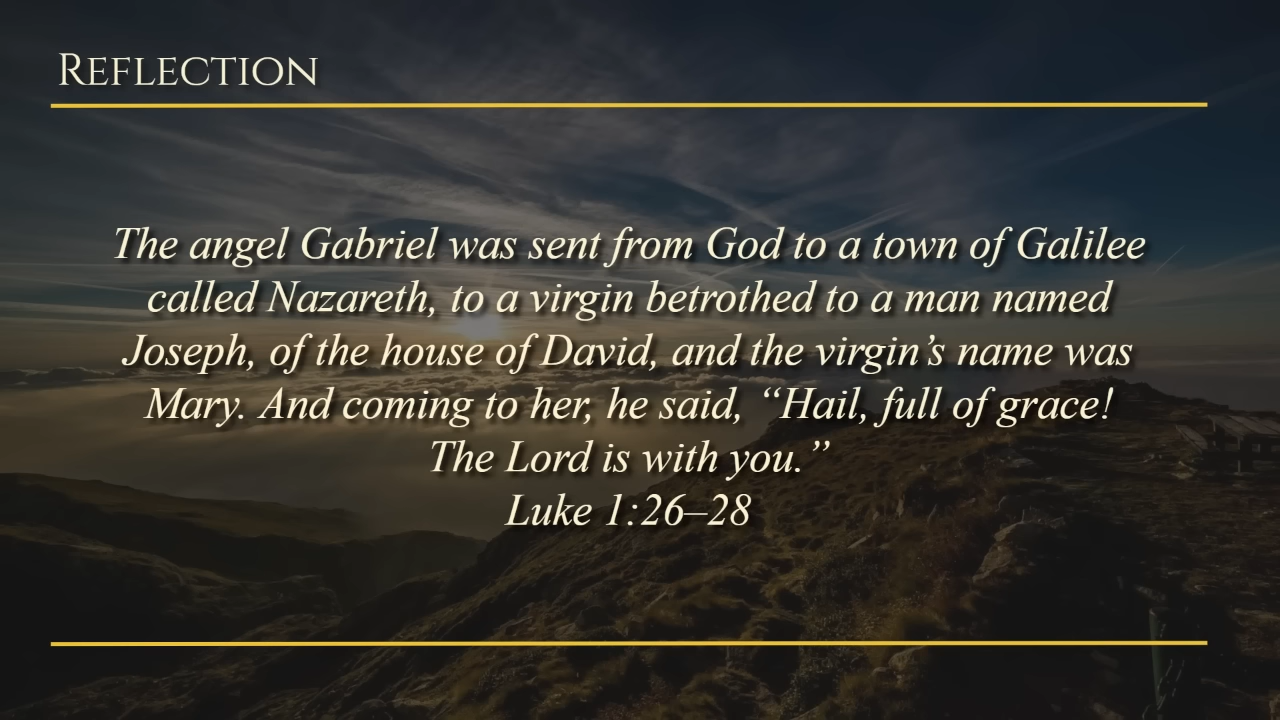 Reflection
The angel Gabriel was sent from God to a town of Galilee
called Nazareth, to a virgin betrothed to a man named
Joseph, of the house of David, and the virgin’s name was
Mary. And coming to her, he said, “Hail, full of grace!
The Lord is with you.”
Luke 1:26–28